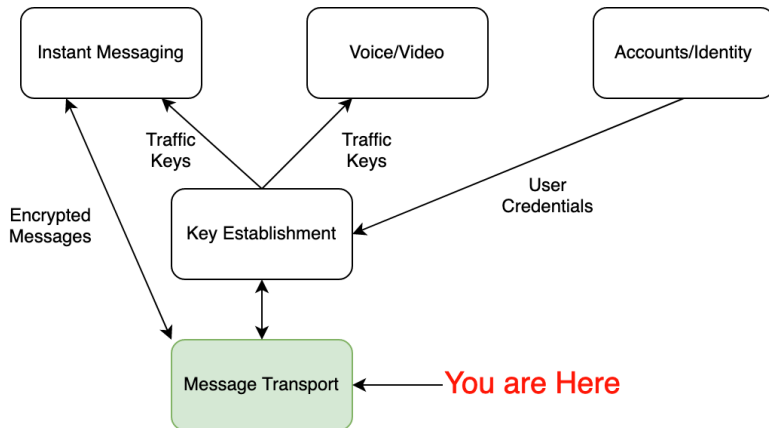 Instant Messaging
Voice/Video
Accounts/Identity
Traffic
Keys
Traffic
Keys
User
Credentials
Encrypted
Messages
Key Establishment
Message Transport
You are Here